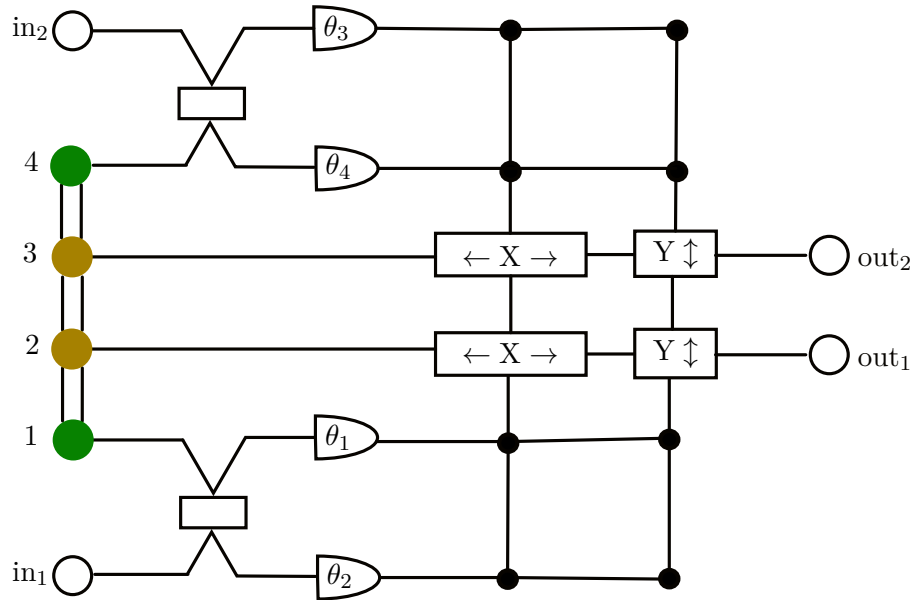 in₂
θ₃
4
θ₄
3
← X →
Y ↕
out₂
2
← X →
Y ↕
out₁
1
θ₁
in₁
θ₂